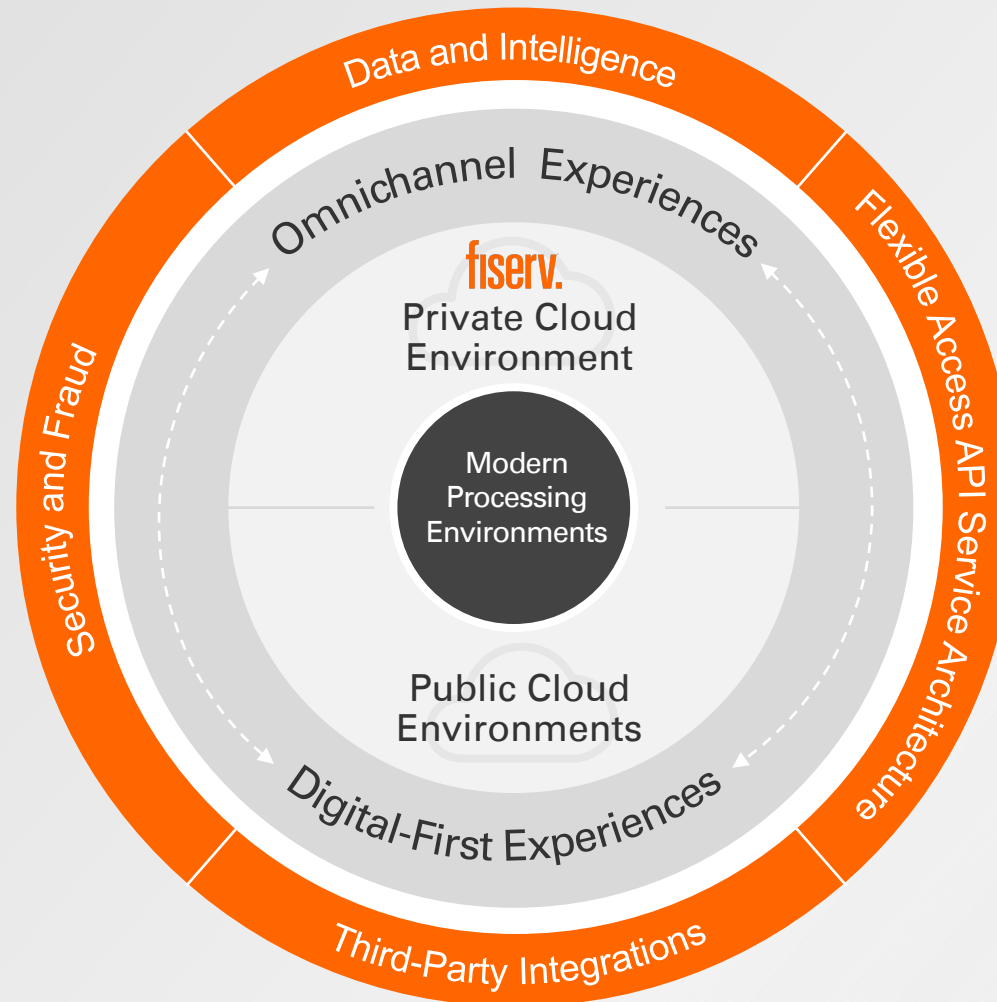 Data and Intelligence
Omnichannel Experiences
fiserv.
Private Cloud
Environment
Modern
Processing
Environments
Public Cloud
Environments
Digital-First Experiences
Security and Fraud
Flexible Access API Service Architecture
Third-Party Integrations